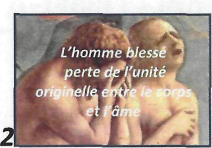 L'homme blessé
perte de l'unité
originelle entre le corps
et l'âme
2